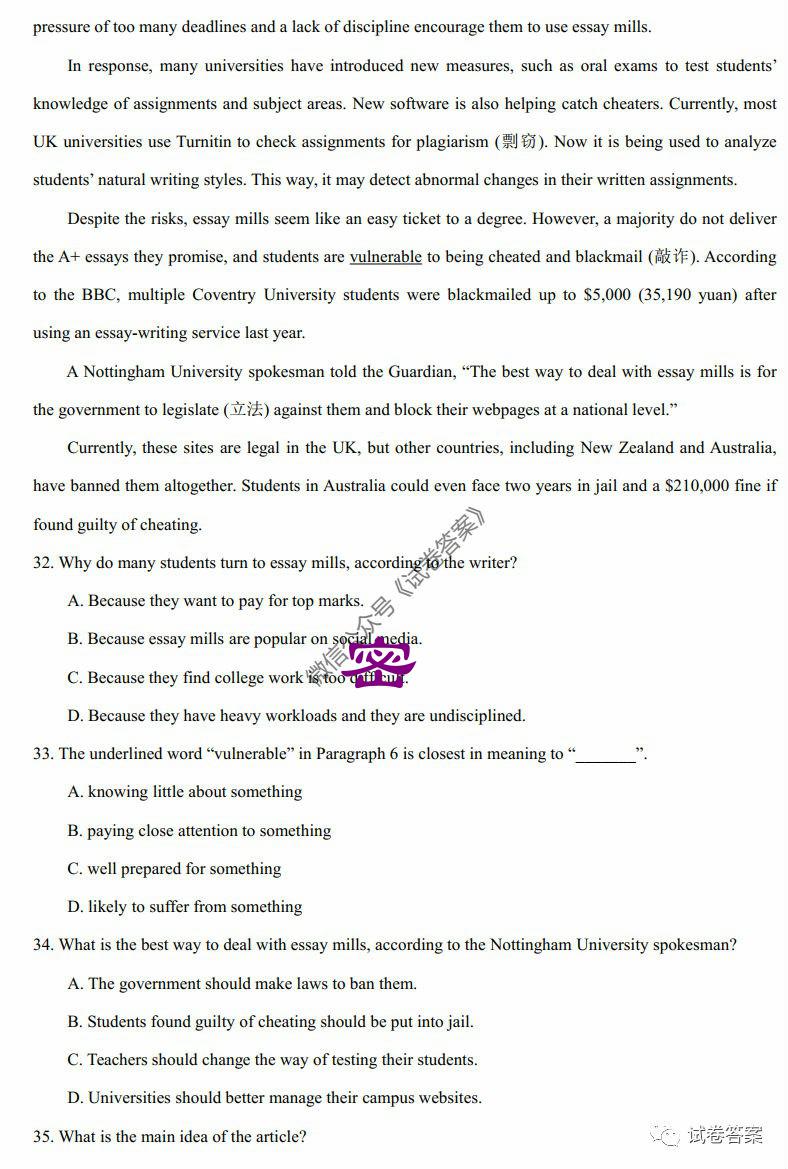 pressure of too many deadlines and a lack of discipline encourage them to use essay mills.
In response, many universities have introduced new measures, such as oral exams to test students’
knowledge of assignments and subject areas. New software is also helping catch cheaters. Currently, most
UK universities use Turnitin to check assignments for plagiarism (剽窃). Now it is being used to analyze
students’ natural writing styles. This way, it may detect abnormal changes in their written assignments.
Despite the risks, essay mills seem like an easy ticket to a degree. However, a majority do not deliver
the A+ essays they promise, and students are vulnerable to being cheated and blackmail (敲诈). According
to the BBC, multiple Coventry University students were blackmailed up to $5,000 (35,190 yuan) after
using an essay-writing service last year.
A Nottingham University spokesman told the Guardian, “The best way to deal with essay mills is for
the government to legislate (立法) against them and block their webpages at a national level.”
Currently, these sites are legal in the UK, but other countries, including New Zealand and Australia,
have banned them altogether. Students in Australia could even face two years in jail and a $210,000 fine if
found guilty of cheating.
32. Why do many students turn to essay mills, according to the writer?
A. Because they want to pay for top marks.
B. Because essay mills are popular on social media.
C. Because they find college work is too difficult.
D. Because they have heavy workloads and they are undisciplined.
33. The underlined word “vulnerable” in Paragraph 6 is closest in meaning to “_______”.
A. knowing little about something
B. paying close attention to something
C. well prepared for something
D. likely to suffer from something
34. What is the best way to deal with essay mills, according to the Nottingham University spokesman?
A. The government should make laws to ban them.
B. Students found guilty of cheating should be put into jail.
C. Teachers should change the way of testing their students.
D. Universities should better manage their campus websites.
35. What is the main idea of the article?
微信公众号《试卷答案》
密
试卷答案